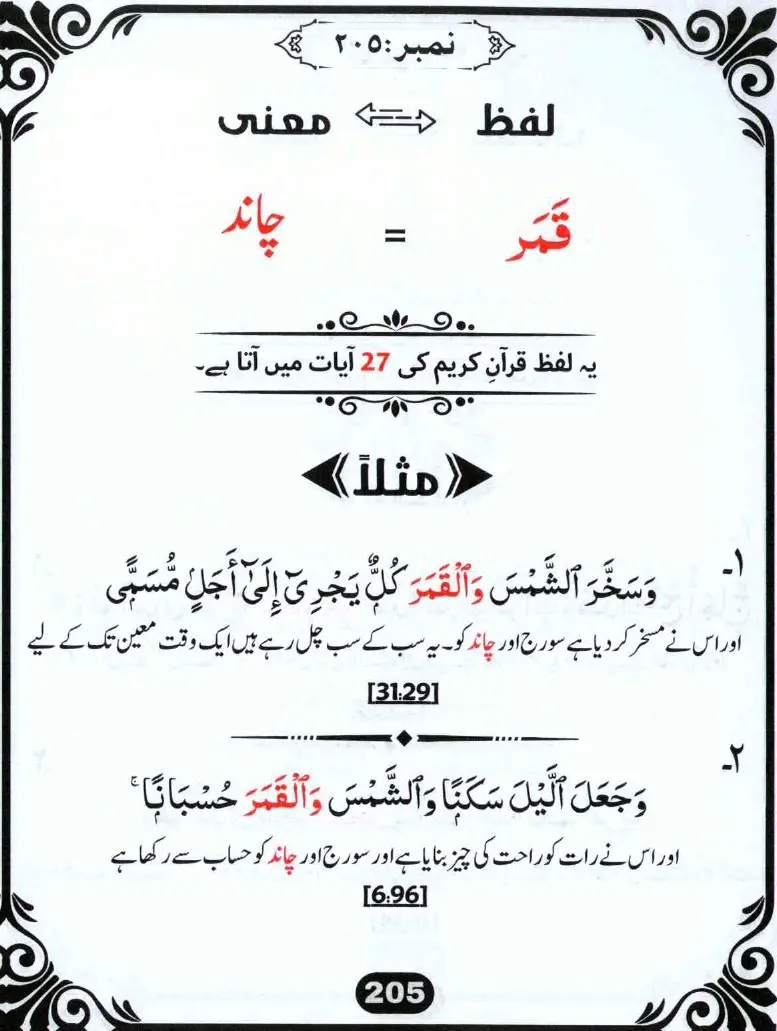 نمبر:۲۰۵
لفظ معنی
قَمَر = چاند
یہ لفظ قرآنِ کریم کی 27 آیات میں آتا ہے۔
مثلاً
۱۔
وَسَخَّرَ ٱلشَّمْسَ وَٱلْقَمَرَ كُلٌّ يَجْرِىٓ إِلَىٰٓ أَجَلٍ مُّسَمًّى
اور اس نے مسخر کر دیا ہے سورج اور چاند کو۔ یہ سب کے سب چل رہے ہیں ایک وقت معین تک کے لیے
[31:29]
۲۔
وَجَعَلَ ٱلَّيْلَ سَكَنًا وَٱلشَّمْسَ وَٱلْقَمَرَ حُسْبَانًا ۚ
اور اس نے رات کو راحت کی چیز بنایا ہے اور سورج اور چاند کو حساب سے رکھا ہے
[6:96]
205